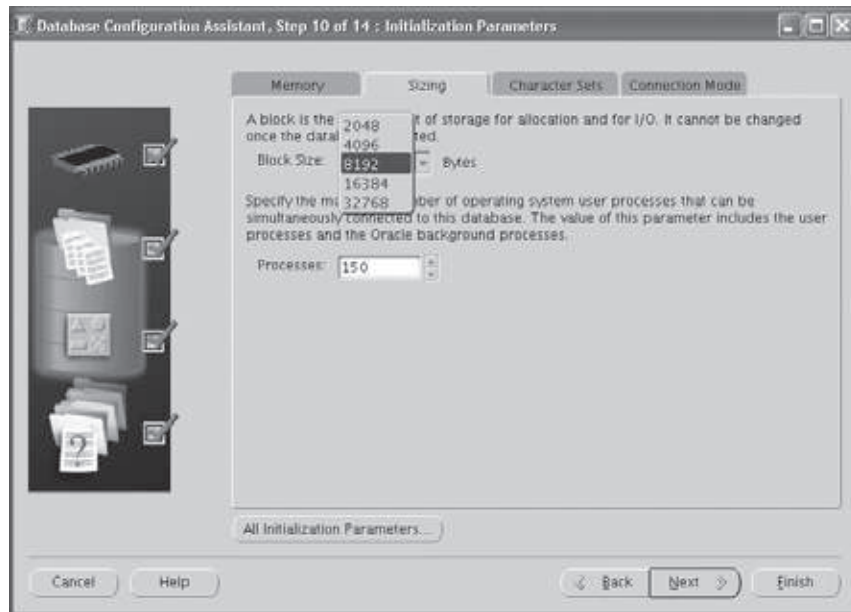 Database Configuration Assistant, Step 10 of 14 : Initialization Parameters
Memory
Sizing
Character Sets
Connection Mode
A block is the t of storage for allocation and for I/O. It cannot be changed
once the datal ted.
2048
4096
Block Size: 8192 Bytes
16384
32768
Specify the ma ber of operating system user processes that can be
simultaneously connected to this database. The value of this parameter includes the user
processes and the Oracle background processes.
Processes: 150
?
All Initialization Parameters...
Cancel
Help
Back
Next
Finish